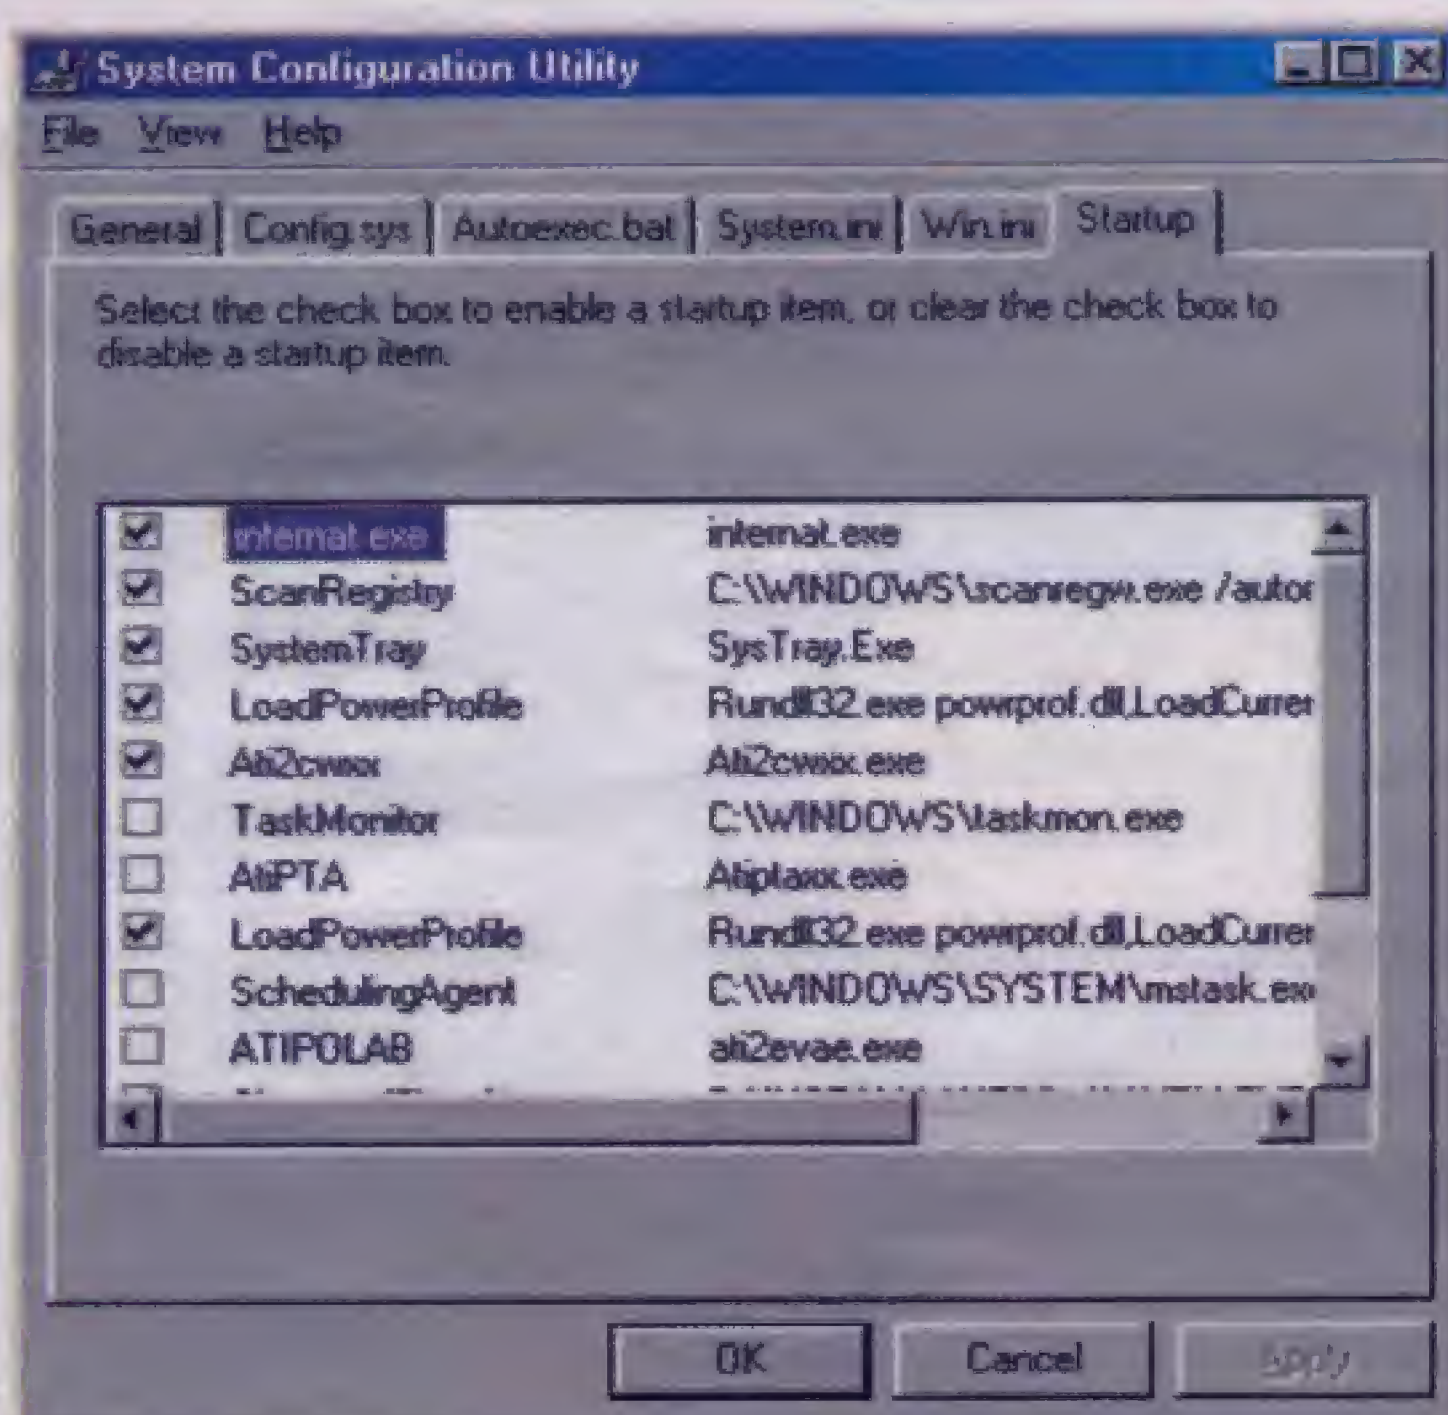 System Configuration Utility
File View Help
General Config.sys Autoexec.bat System.ini Win.ini Startup
Select the check box to enable a startup item, or clear the check box to
disable a startup item.
internat.exe internat.exe
ScanRegistry C:\WINDOWS\scanregw.exe /autor
SystemTray SysTray.Exe
LoadPowerProfile Rundll32.exe powrprof.dll,LoadCurrer
Ati2cwxx Ati2cwxx.exe
TaskMonitor C:\WINDOWS\taskmon.exe
AtiPTA Atiptaxx.exe
LoadPowerProfile Rundll32.exe powrprof.dll,LoadCurrer
SchedulingAgent C:\WINDOWS\SYSTEM\mstask.exe
ATIPOLAB ati2evae.exe
OK Cancel Apply